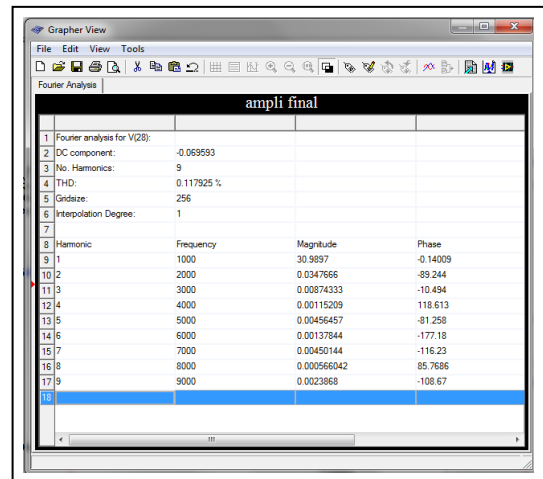 Grapher View
File Edit View Tools
Fourier Analysis
ampli final
1 Fourier analysis for V(28):
2 DC component: -0.069593
3 No. Harmonics: 9
4 THD: 0.117925 %
5 Gridsize: 256
6 Interpolation Degree: 1
7
8 Harmonic Frequency Magnitude Phase
9 1 1000 30.9897 -0.14009
10 2 2000 0.0347666 -89.244
11 3 3000 0.00874333 -10.494
12 4 4000 0.00115209 118.613
13 5 5000 0.00456457 -81.258
14 6 6000 0.00137844 -177.18
15 7 7000 0.00450144 -116.23
16 8 8000 0.000566042 85.7686
17 9 9000 0.0023868 -108.67
18